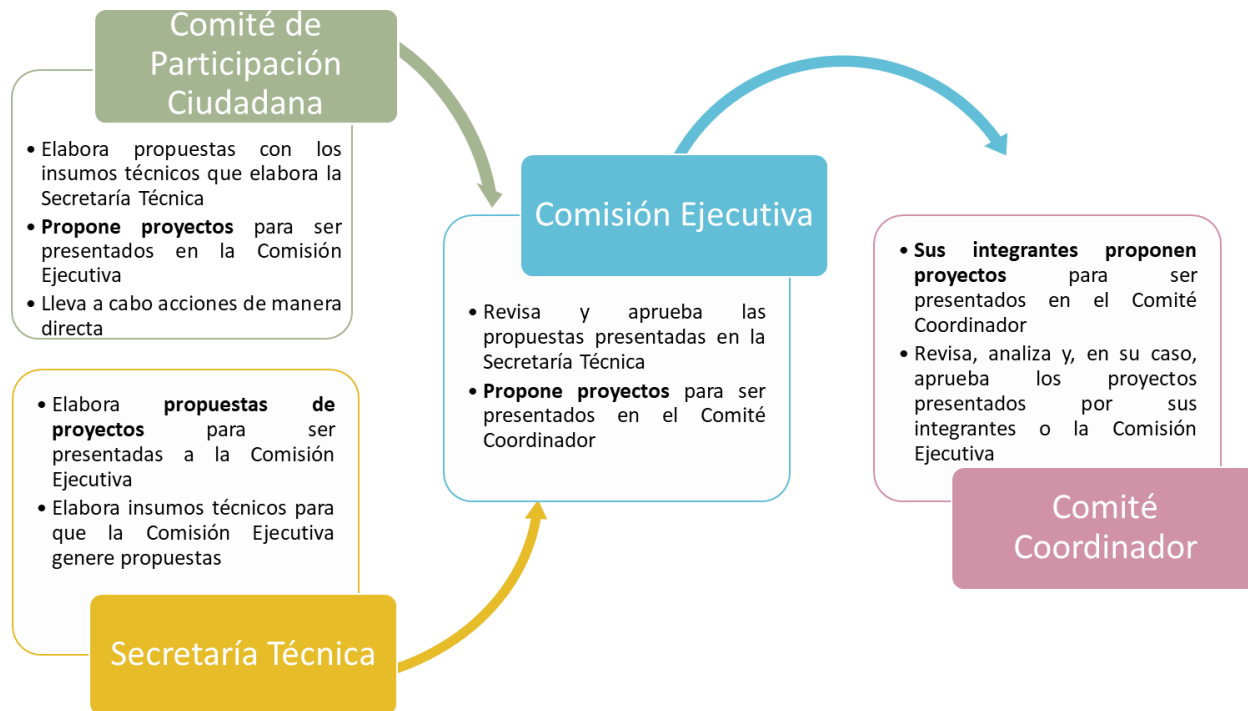 Comité de
Participación
Ciudadana
• Elabora propuestas con los
insumos técnicos que elabora la
Secretaría Técnica
• Propone proyectos para ser
presentados en la Comisión
Ejecutiva
• Lleva a cabo acciones de manera
directa
• Elabora propuestas de
proyectos para ser
presentadas a la Comisión
Ejecutiva
• Elabora insumos técnicos para
que la Comisión Ejecutiva
genere propuestas
Secretaría Técnica
Comisión Ejecutiva
• Revisa y aprueba las
propuestas presentadas en la
Secretaría Técnica
• Propone proyectos para ser
presentados en el Comité
Coordinador
• Sus integrantes proponen
proyectos para ser
presentados en el Comité
Coordinador
• Revisa, analiza y, en su caso,
aprueba los proyectos
presentados por sus
integrantes o la Comisión
Ejecutiva
Comité
Coordinador